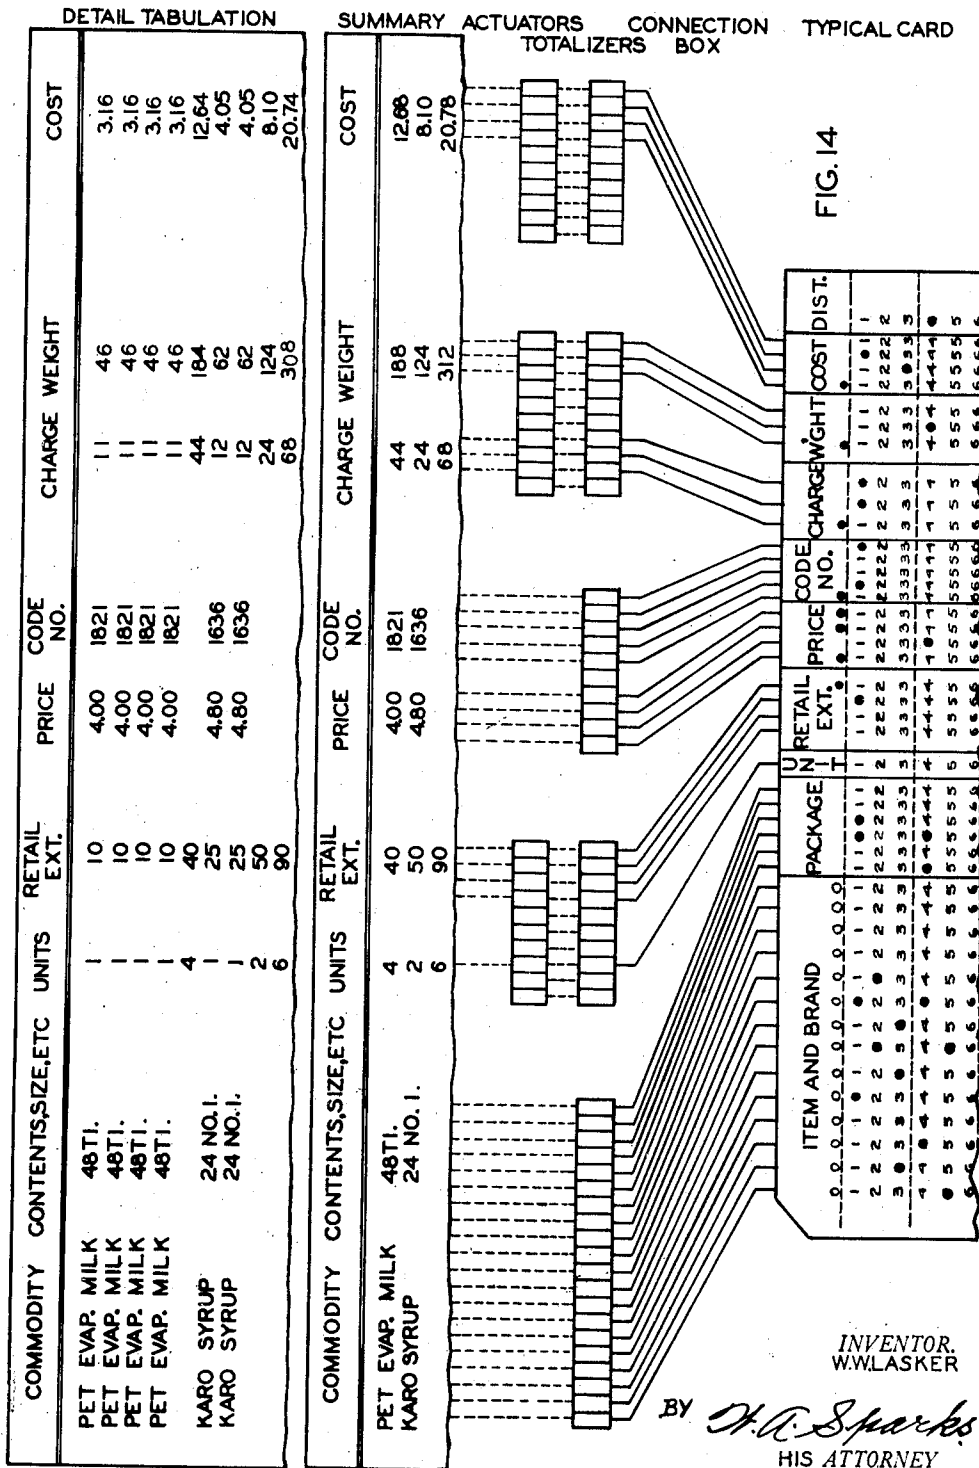 DETAIL TABULATION
COMMODITY CONTENTS,SIZE,ETC UNITS RETAIL EXT. PRICE CODE NO. CHARGE WEIGHT COST
PET EVAP. MILK 48T1. 1 10 4.00 1821 11 46 3.16
PET EVAP. MILK 48T1. 1 10 4.00 1821 11 46 3.16
PET EVAP. MILK 48T1. 1 10 4.00 1821 11 46 3.16
PET EVAP. MILK 48T1. 1 10 4.00 1821 11 46 3.16
4 40 44 184 12.64
KARO SYRUP 24 NO.1. 1 25 4.80 1636 12 62 4.05
KARO SYRUP 24 NO.1. 1 25 4.80 1636 12 62 4.05
2 50 24 124 8.10
6 90 68 308 20.74
SUMMARY
COMMODITY CONTENTS,SIZE,ETC UNITS RETAIL EXT. PRICE CODE NO. CHARGE WEIGHT COST
PET EVAP. MILK 48T1. 4 40 4.00 1821 44 188 12.68
KARO SYRUP 24 NO. 1. 2 50 4.80 1636 24 124 8.10
6 90 68 312 20.78
ACTUATORS
TOTALIZERS
CONNECTION BOX
TYPICAL CARD
FIG. 14
ITEM AND BRAND PACKAGE UNIT RETAIL EXT. PRICE CODE NO. CHARGE W'GHT COST DIST.
INVENTOR.
W.W.LASKER
BY H.A. Sparks
HIS ATTORNEY